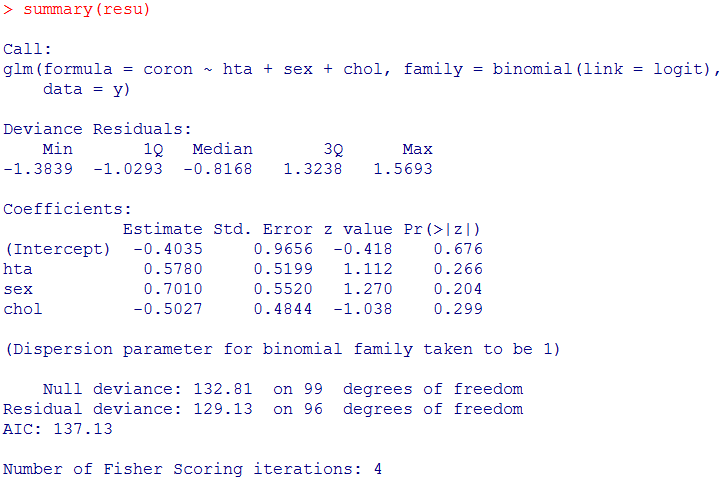 > summary(resu)
Call:
glm(formula = coron ~ hta + sex + chol, family = binomial(link = logit),
    data = y)
Deviance Residuals:
    Min       1Q   Median       3Q      Max
-1.3839  -1.0293  -0.8168   1.3238   1.5693
Coefficients:
            Estimate Std. Error z value Pr(>|z|)
(Intercept)  -0.4035     0.9656  -0.418    0.676
hta           0.5780     0.5199   1.112    0.266
sex           0.7010     0.5520   1.270    0.204
chol         -0.5027     0.4844  -1.038    0.299
(Dispersion parameter for binomial family taken to be 1)
    Null deviance: 132.81  on 99  degrees of freedom
Residual deviance: 129.13  on 96  degrees of freedom
AIC: 137.13
Number of Fisher Scoring iterations: 4